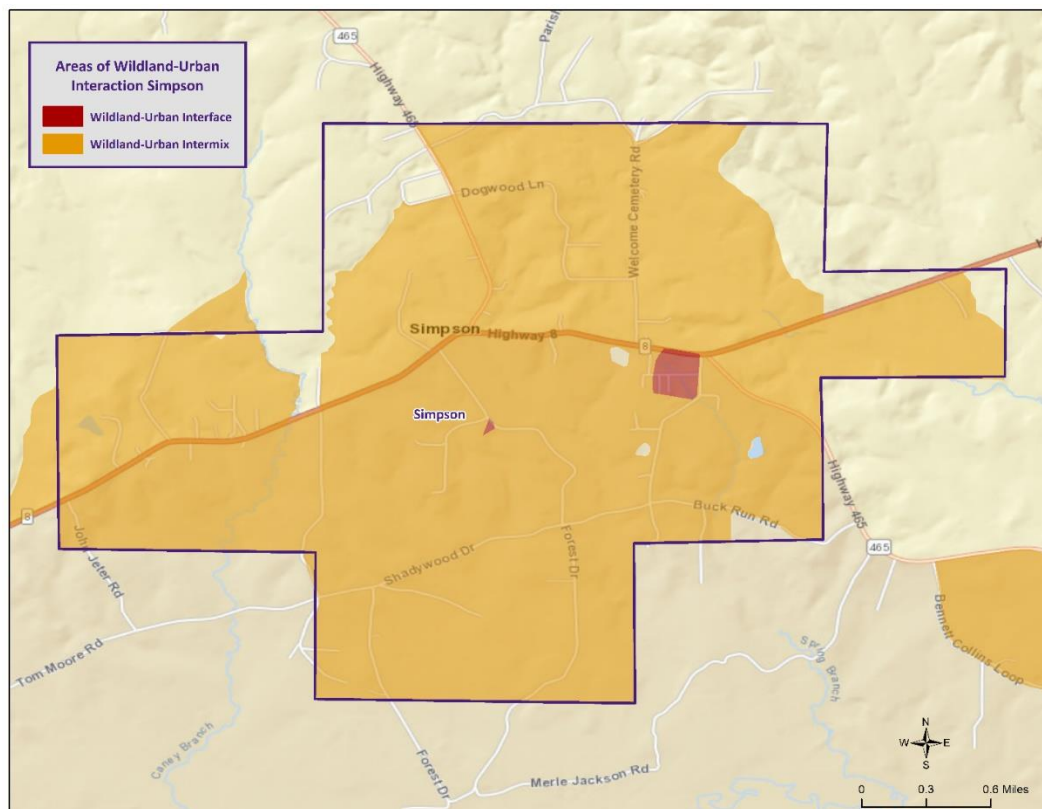 465
Parish
Areas of Wildland-Urban
Interaction Simpson
Wildland-Urban Interface
Wildland-Urban Intermix
Highway 465
Dogwood Ln
Welcome Cemetery Rd
H
Simpson
Highway 8
8
Simpson
Highway 465
8
Buck Run Rd
John Jeter Rd
Shadywood Dr
Forest Dr
465
Tom Moore Rd
Bennett Collins Loop
Spring Branch
Caney Branch
Forest Dr
Merle Jackson Rd
N
W
E
S
0
0.3
0.6 Miles